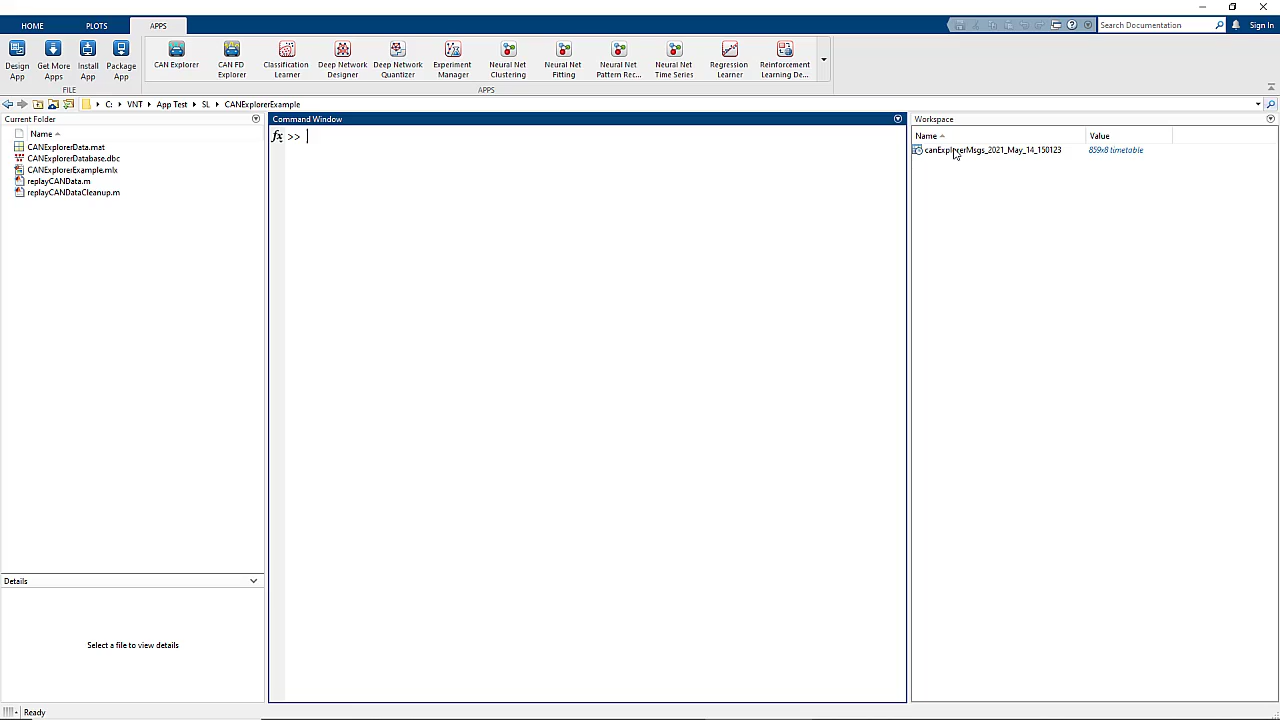 HOME PLOTS APPS Search Documentation Sign In
Design App
Get More Apps
Install App
Package App
CAN Explorer
CAN FD Explorer
Classification Learner
Deep Network Designer
Deep Network Quantizer
Experiment Manager
Neural Net Clustering
Neural Net Fitting
Neural Net Pattern Rec...
Neural Net Time Series
Regression Learner
Reinforcement Learning De...
FILE APPS
C: VNT App Test SL CANExplorerExample
Current Folder
Name
CANExplorerData.mat
CANExplorerDatabase.dbc
CANExplorerExample.mlx
replayCANData.m
replayCANDataCleanup.m
Details
Select a file to view details
Command Window
fx >>
Workspace
Name Value
canExplorerMsgs_2021_May_14_150123 859x8 timetable
Ready